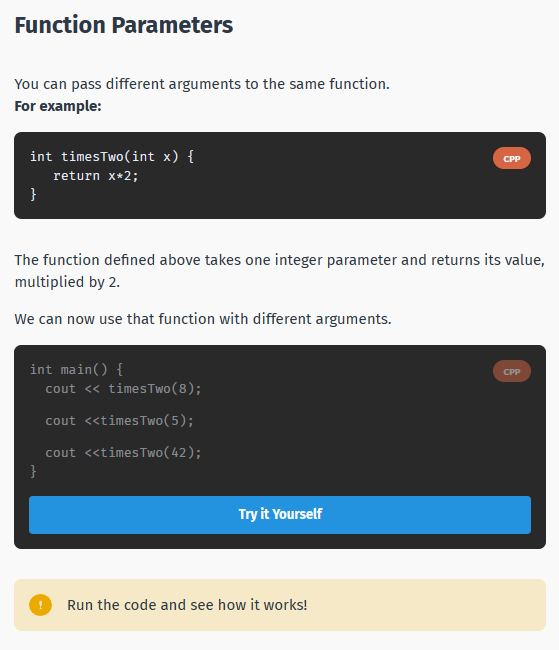 Function Parameters
You can pass different arguments to the same function.
For example:
int timesTwo(int x) {
CPP
   return x*2;
}
The function defined above takes one integer parameter and returns its value,
multiplied by 2.
We can now use that function with different arguments.
int main() {
CPP
  cout << timesTwo(8);
  cout <<timesTwo(5);
  cout <<timesTwo(42);
}
Try it Yourself
! Run the code and see how it works!